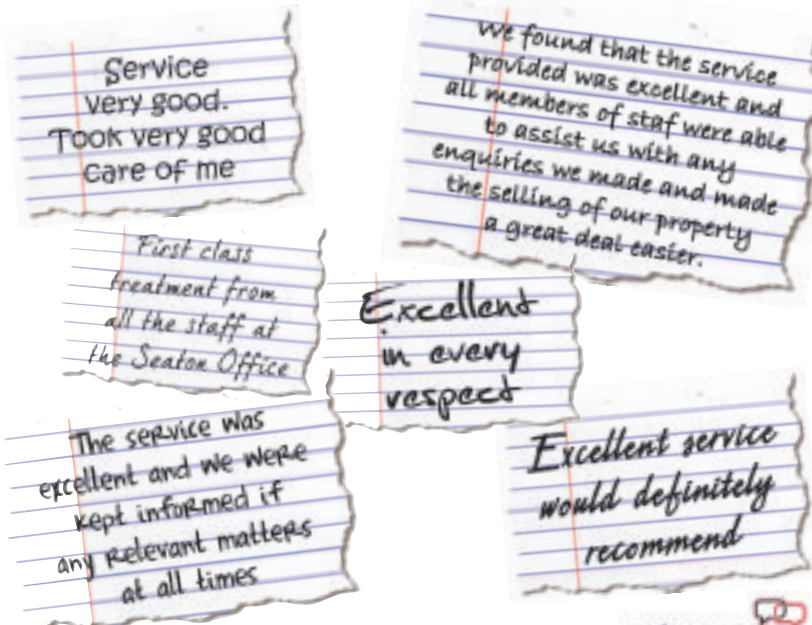 Service
very good.
Took very good
care of me
We found that the service
provided was excellent and
all members of staf were able
to assist us with any
enquiries we made and made
the selling of our property
a great deal easier.
First class
treatment from
all the staff at
the Seaton Office
Excellent
in every
respect
The service was
excellent and we were
kept informed if
any relevant matters
at all times
Excellent service
would definitely
recommend